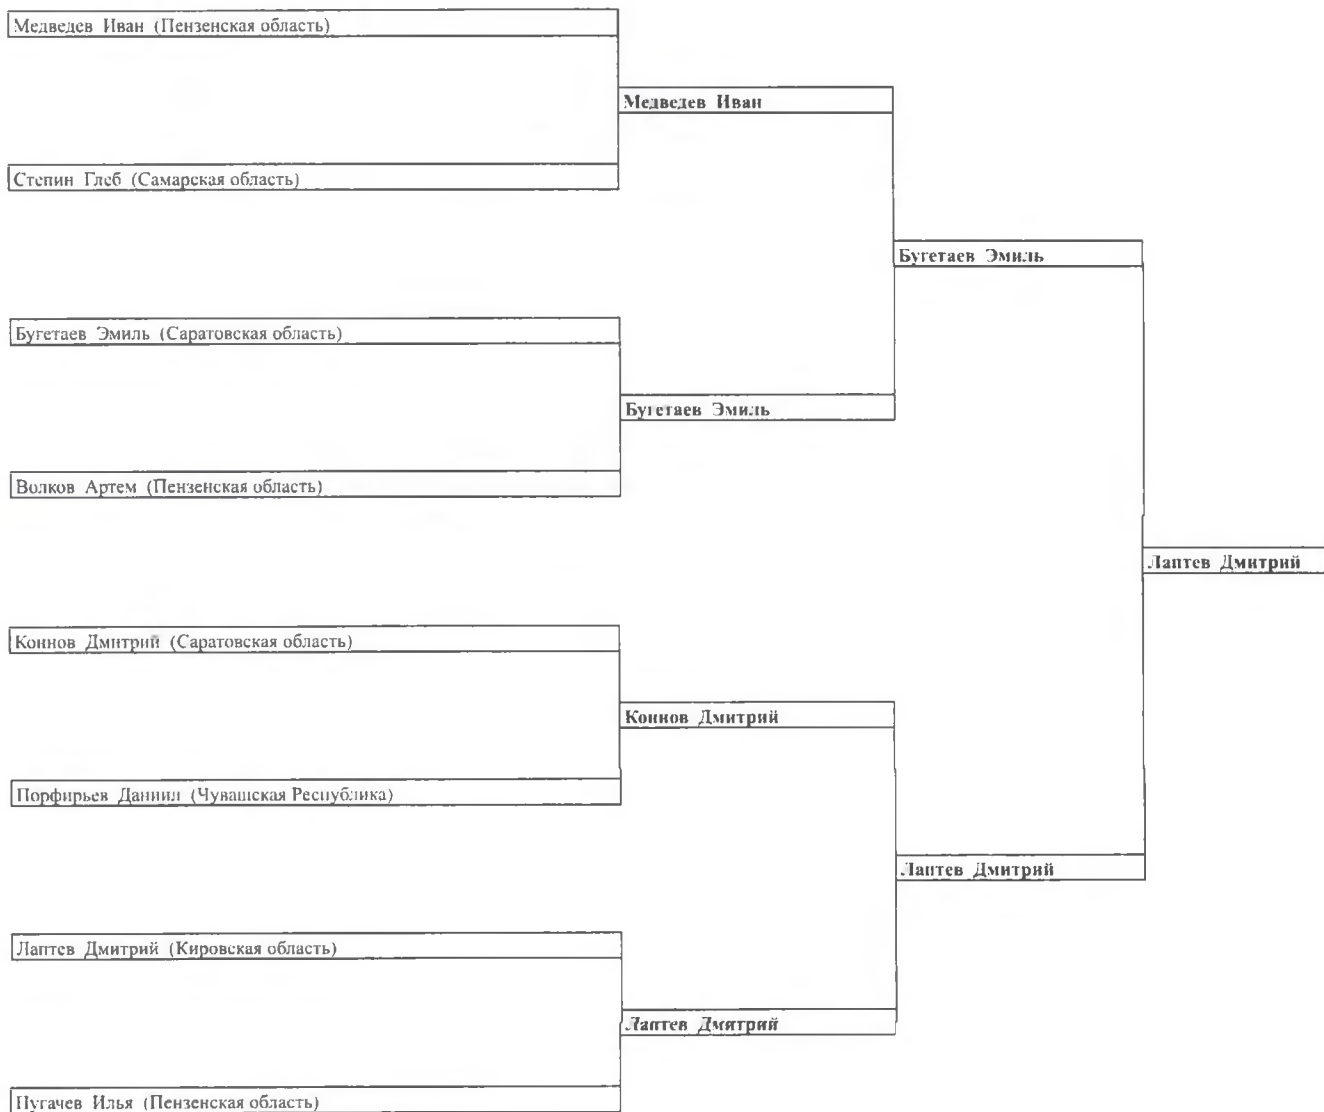 Медведев Иван (Пензенская область)
Медведев Иван
Степин Глеб (Самарская область)
Бугетаев Эмиль
Бугетаев Эмиль (Саратовская область)
Бугетаев Эмиль
Волков Артем (Пензенская область)
Лаптев Дмитрий
Коннов Дмитрий (Саратовская область)
Коннов Дмитрий
Порфирьев Даниил (Чувашская Республика)
Лаптев Дмитрий
Лаптев Дмитрий (Кировская область)
Лаптев Дмитрий
Пугачев Илья (Пензенская область)